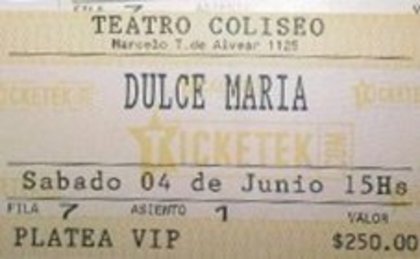 TEATRO COLISEO
Marcelo T.de Alvear 1125
DULCE MARIA
TICKETEK
Sabado 04 de Junio 15Hs
FILA 7 ASIENTO 1 VALOR
PLATEA VIP $250.00